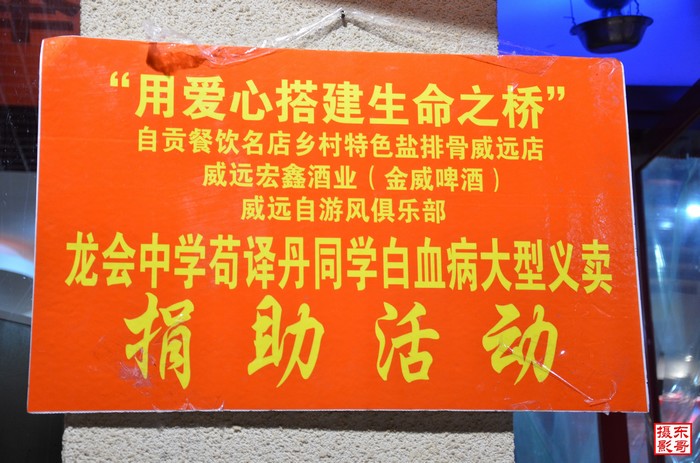 “用爱心搭建生命之桥”
自贡餐饮名店乡村特色盐排骨威远店
威远宏鑫酒业（金威啤酒）
威远自游风俱乐部
龙会中学苟译丹同学白血病大型义卖
捐助活动
东哥摄影